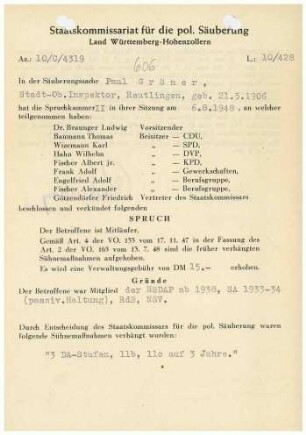 Staatskommissariat für die pol. Säuberung
Land Württemberg-Hohenzollern
Az.: 10/C/4319
L.: 10/428
606
In der Säuberungssache Paul Gröner,
Stadt-Ob.Inspektor, Reutlingen, geb. 21.5.1906
hat die Spruchkammer II in ihrer Sitzung am 6.8.1948. an welcher
teilgenommen haben:
Dr. Beaunger Ludwig Vorsitzender
Baumann Thomas Beisitzer — CDU,
Wizemann Karl „ — SPD,
Hahn Wilhelm „ — DVP,
Fischer Albert jr. „ — KPD,
Frank Adolf „ — Gewerkschaften,
Engelfried Adolf „ — Berufsgruppe,
Fischer Alexander „ — Berufsgruppe,
Göttendörfer Friedrich Vertreter des Staatskommissars
beschlossen und verkündet folgenden
SPRUCH
Der Betroffene ist Mitläufer.
Gemäß Art. 4 der VO. 133 vom 17. 11. 47 in der Fassung des
Art. 2 der VO. 165 vom 13. 7. 48 sind die früher verhängten
Sühnemaßnahmen aufgehoben.
Es wird eine Verwaltungsgebühr von DM 15.— erhoben.
Gründe
Der Betroffene war Mitglied der NSDAP ab 1938, SA 1933-34
(passiv.Haltung), RdB, NSV.
Durch Entscheidung des Staatskommissars für die pol. Säuberung waren
folgende Sühnemaßnahmen verhängt worden:
"3 DA-Stufen, 11b, 11c auf 3 Jahre."